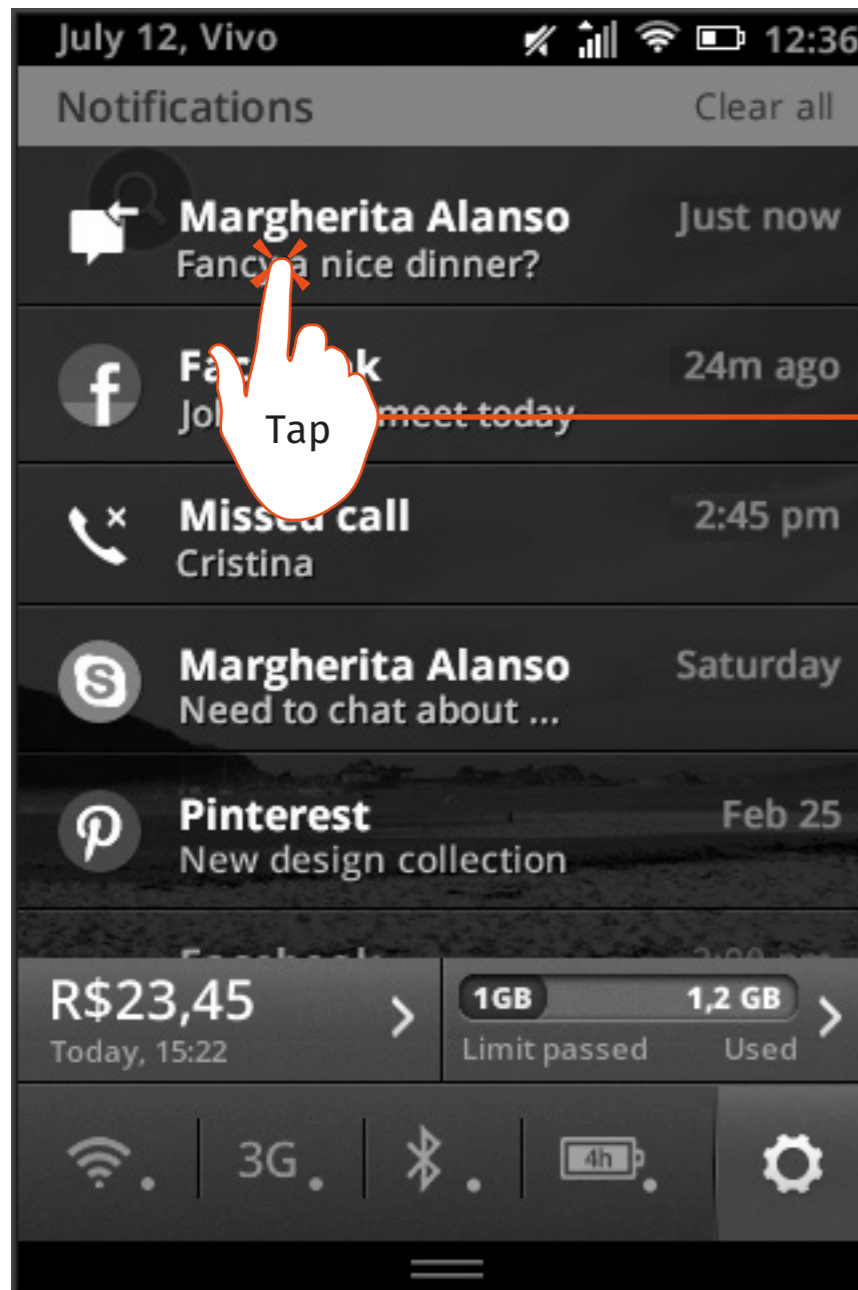 July 12, Vivo 12:36
Notifications Clear all
Margherita Alanso Just now
Fancy a nice dinner?
24m ago
Tap meet today
Missed call 2:45 pm
Cristina
Margherita Alanso Saturday
Need to chat about ...
Pinterest Feb 25
New design collection
R$23,45 1GB 1,2 GB
Today, 15:22 Limit passed Used
3G 4h